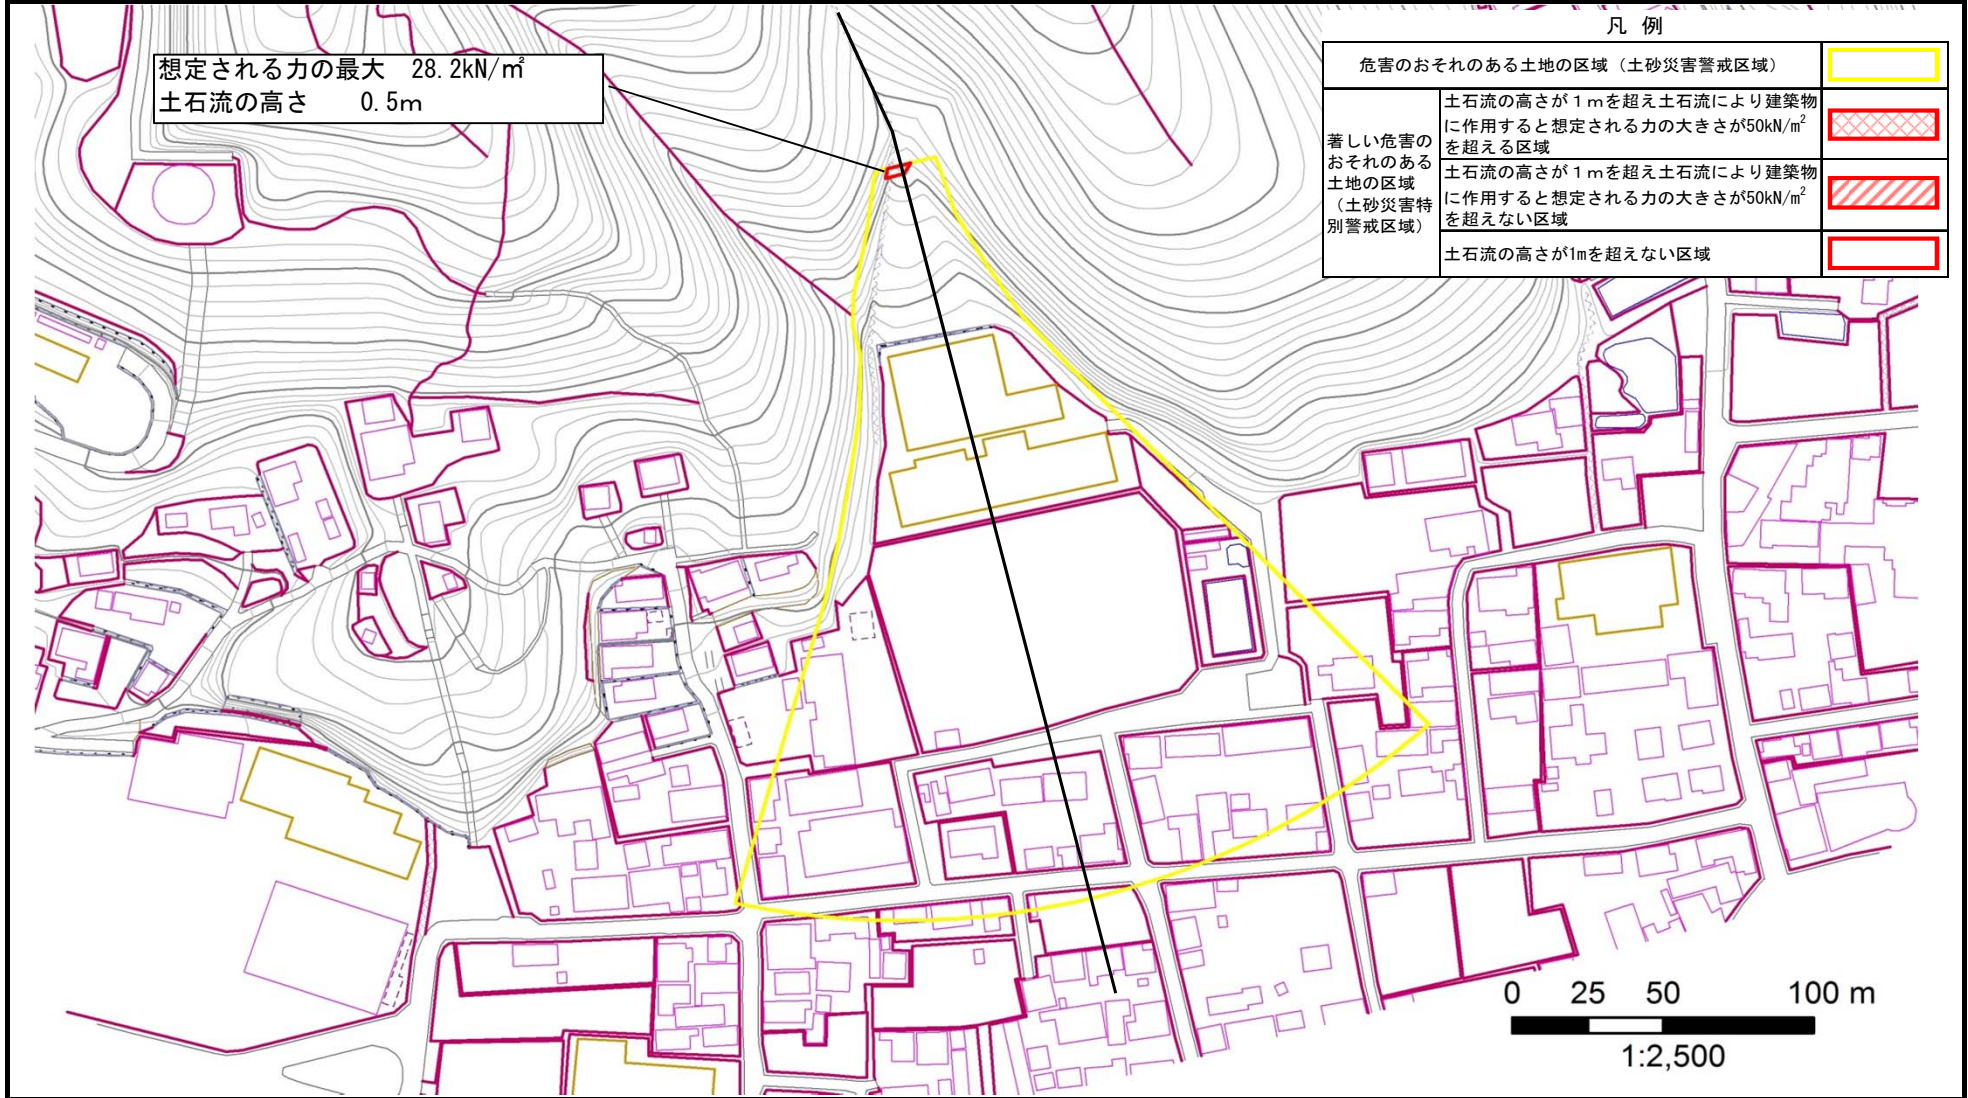 想定される力の最大　28.2kN/㎡
土石流の高さ　　0.5m
凡 例
危害のおそれのある土地の区域（土砂災害警戒区域）
著しい危害の
おそれのある
土地の区域
（土砂災害特
別警戒区域）
土石流の高さが１ｍを超え土石流により建築物
に作用すると想定される力の大きさが50kN/m²
を超える区域
土石流の高さが１ｍを超え土石流により建築物
に作用すると想定される力の大きさが50kN/m²
を超えない区域
土石流の高さが1mを超えない区域
0 25 50 100 m
1:2,500